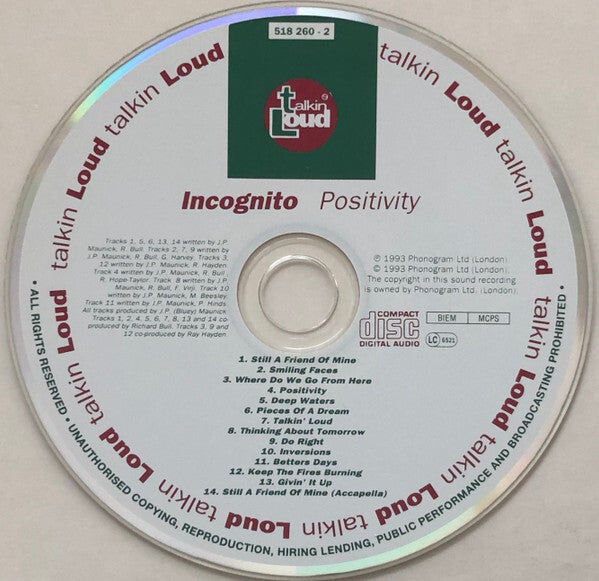 518 260 - 2
talkin Loud ®
Incognito Positivity
Tracks 1, 5, 6, 13, 14 written by J.P.
Maunick, R. Bull. Tracks 2, 7, 9 written by
J.P. Maunick, R. Bull, G. Harvey. Tracks 3,
12 written by J.P. Maunick, R. Hayden.
Track 4 written by J.P. Maunick, R. Bull,
R. Hope-Taylor. Track 8 written by J.P.
Maunick, R. Bull, F. Virji. Track 10 written
by J.P. Maunick, M. Beesley.
Track 11 written by J.P. Maunick, P. Hinds.
All tracks produced by J.P. (Bluey) Maunick.
Tracks 1, 2, 4, 5, 6, 7, 8, 13 and 14 co-
produced by Richard Bull. Tracks 3, 9 and
12 co-produced by Ray Hayden.
℗ 1993 Phonogram Ltd. (London).
© 1993 Phonogram Ltd. (London).
The copyright in this sound recording
is owned by Phonogram Ltd. (London).
COMPACT
disc
DIGITAL AUDIO
BIEM MCPS
LC 6531
1. Still A Friend Of Mine
2. Smiling Faces
3. Where Do We Go From Here
4. Positivity
5. Deep Waters
6. Pieces Of A Dream
7. Talkin' Loud
8. Thinking About Tomorrow
9. Do Right
10. Inversions
11. Betters Days
12. Keep The Fires Burning
13. Givin' It Up
14. Still A Friend Of Mine (Accapella)
talkin Loud talkin Loud talkin Loud talkin Loud talkin Loud talkin Loud talkin Loud talkin Loud
• ALL RIGHTS RESERVED • UNAUTHORISED COPYING, REPRODUCTION, HIRING LENDING, PUBLIC PERFORMANCE AND BROADCASTING PROHIBITED •